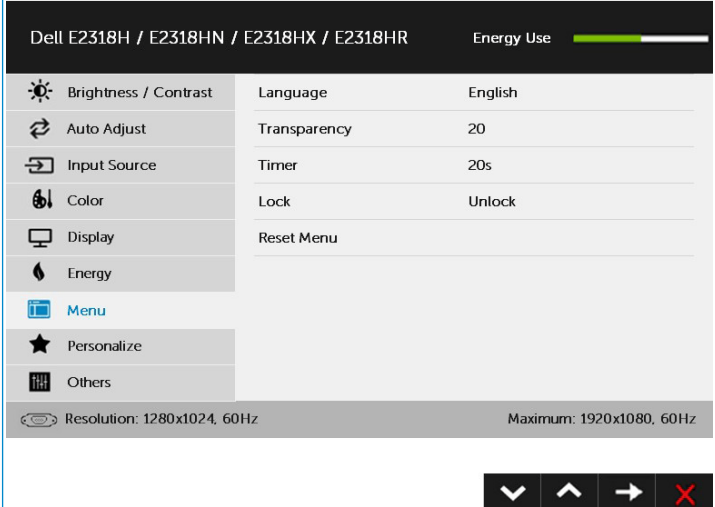 Dell E2318H / E2318HN / E2318HX / E2318HR Energy Use
Brightness / Contrast Language English
Auto Adjust Transparency 20
Input Source Timer 20s
Color Lock Unlock
Display Reset Menu
Energy
Menu
Personalize
Others
Resolution: 1280x1024, 60Hz Maximum: 1920x1080, 60Hz